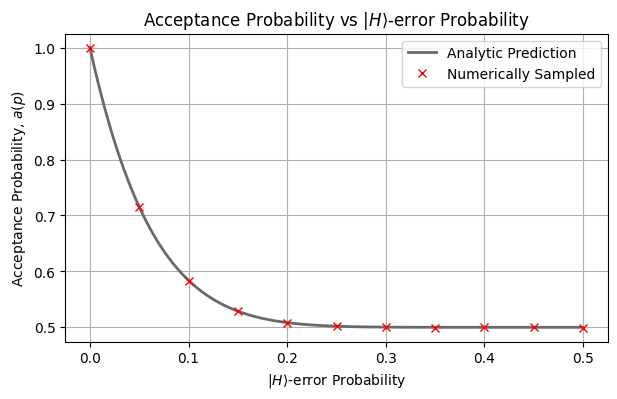 Acceptance Probability vs |H⟩-error Probability
Analytic Prediction
Numerically Sampled
Acceptance Probability, a(p)
1.0
0.9
0.8
0.7
0.6
0.5
0.0
0.1
0.2
0.3
0.4
0.5
|H⟩-error Probability